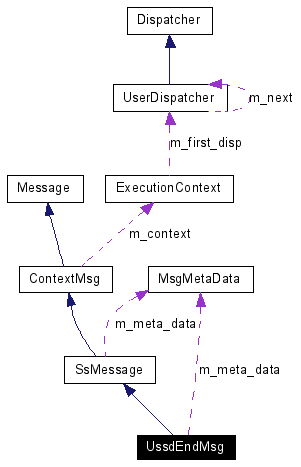 Dispatcher
UserDispatcher
m_next
m_first_disp
Message
ExecutionContext
m_context
ContextMsg
MsgMetaData
m_meta_data
SsMessage
m_meta_data
UssdEndMsg